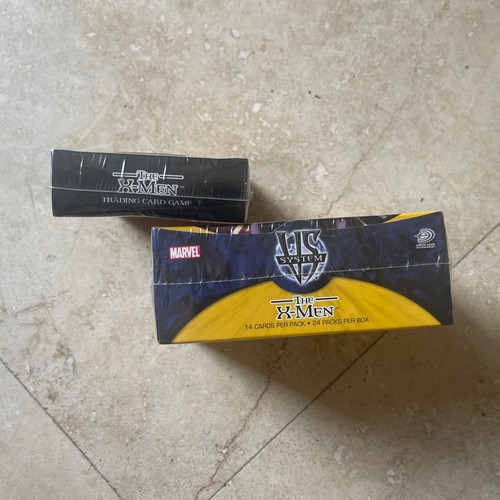 THE
X-MEN
TRADING CARD GAME
MARVEL
VS
SYSTEM
THE
X-MEN
14 CARDS PER PACK • 24 PACKS PER BOX